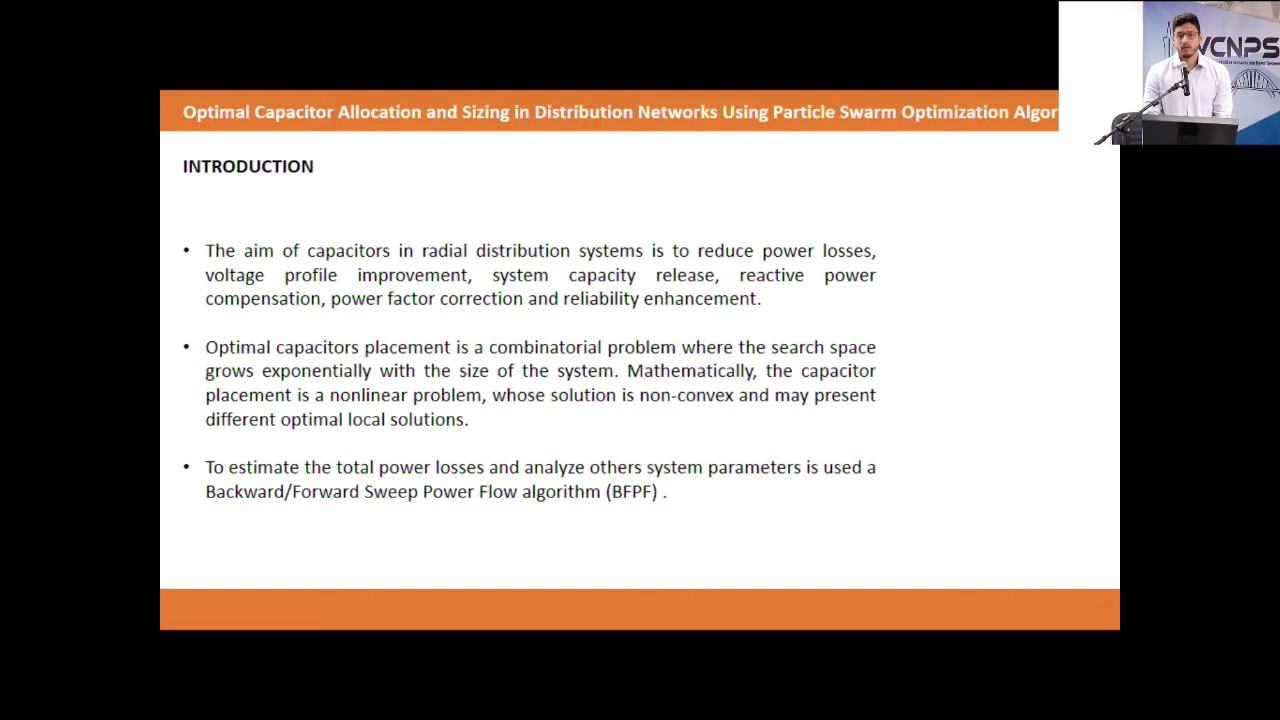 Optimal Capacitor Allocation and Sizing in Distribution Networks Using Particle Swarm Optimization Algor
VCNPS
INTRODUCTION
• The aim of capacitors in radial distribution systems is to reduce power losses,
voltage profile improvement, system capacity release, reactive power
compensation, power factor correction and reliability enhancement.
• Optimal capacitors placement is a combinatorial problem where the search space
grows exponentially with the size of the system. Mathematically, the capacitor
placement is a nonlinear problem, whose solution is non-convex and may present
different optimal local solutions.
• To estimate the total power losses and analyze others system parameters is used a
Backward/Forward Sweep Power Flow algorithm (BFPF) .